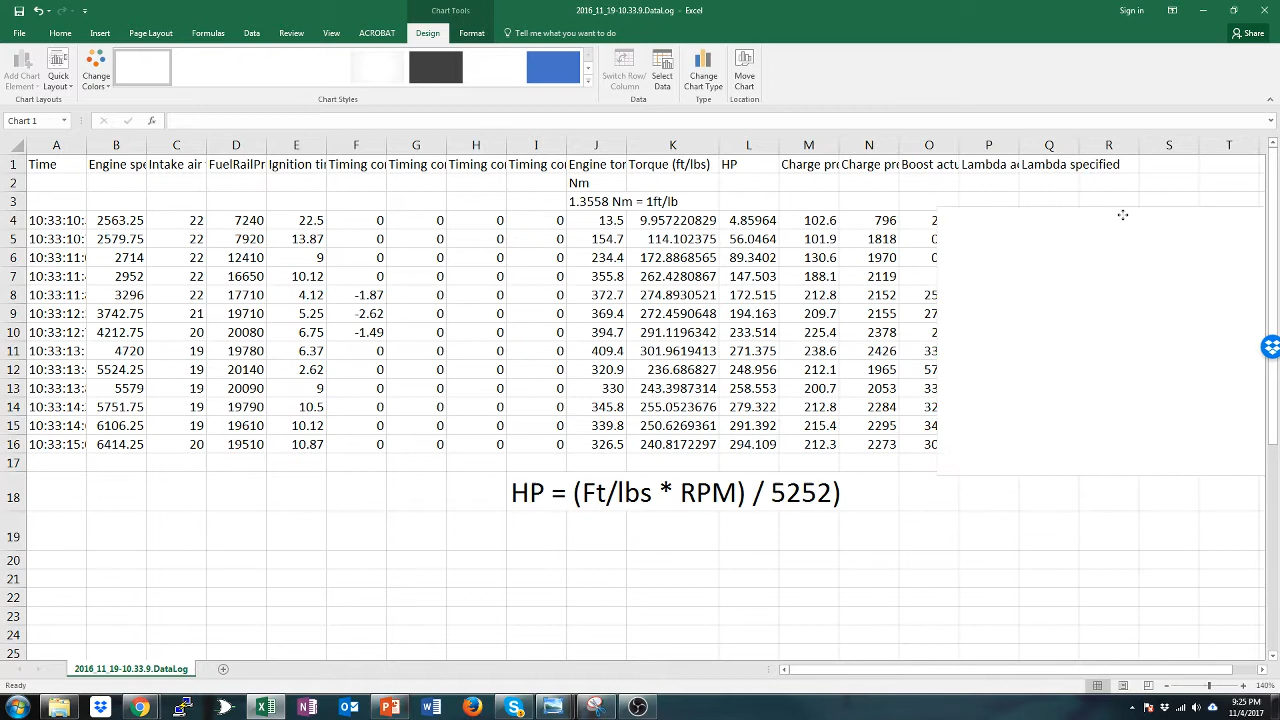 Chart Tools
2016_11_19-10.33.9.DataLog - Excel
Sign in
File Home Insert Page Layout Formulas Data Review View ACROBAT Design Format Tell me what you want to do Share
Add Chart Element Quick Layout Change Colors Switch Row/ Column Select Data Change Chart Type Move Chart
Chart Layouts Chart Styles Data Type Location
Chart 1 fx
A B C D E F G H I J K L M N O P Q R S T
1 Time Engine spe Intake air FuelRailPr Ignition ti Timing cor Timing cor Timing cor Timing cor Engine tor Torque (ft/lbs) HP Charge pre Charge pre Boost actu Lambda ac Lambda specified
2 Nm
3 1.3558 Nm = 1ft/lb
4 10:33:10: 2563.25 22 7240 22.5 0 0 0 0 13.5 9.957220829 4.85964 102.6 796 2
5 10:33:10: 2579.75 22 7920 13.87 0 0 0 0 154.7 114.102375 56.0464 101.9 1818 0
6 10:33:11: 2714 22 12410 9 0 0 0 0 234.4 172.8868565 89.3402 130.6 1970 0
7 10:33:11: 2952 22 16650 10.12 0 0 0 0 355.8 262.4280867 147.503 188.1 2119
8 10:33:11: 3296 22 17710 4.12 -1.87 0 0 0 372.7 274.8930521 172.515 212.8 2152 25
9 10:33:12: 3742.75 21 19710 5.25 -2.62 0 0 0 369.4 272.4590648 194.163 209.7 2155 27
10 10:33:12: 4212.75 20 20080 6.75 -1.49 0 0 0 394.7 291.1196342 233.514 225.4 2378 2
11 10:33:13: 4720 19 19780 6.37 0 0 0 0 409.4 301.9619413 271.375 238.6 2426 33
12 10:33:13: 5524.25 19 20140 2.62 0 0 0 0 320.9 236.686827 248.956 212.1 1965 57
13 10:33:13: 5579 19 20090 9 0 0 0 0 330 243.3987314 258.553 200.7 2053 33
14 10:33:14: 5751.75 19 19790 10.5 0 0 0 0 345.8 255.0523676 279.322 212.8 2284 32
15 10:33:14: 6106.25 19 19610 10.12 0 0 0 0 339.8 250.6269361 291.392 215.4 2295 34
16 10:33:15: 6414.25 20 19510 10.87 0 0 0 0 326.5 240.8172297 294.109 212.3 2273 30
17
18 HP = (Ft/lbs * RPM) / 5252)
19
20
21
22
23
24
25
2016_11_19-10.33.9.DataLog
Ready 140%
9:25 PM
11/4/2017